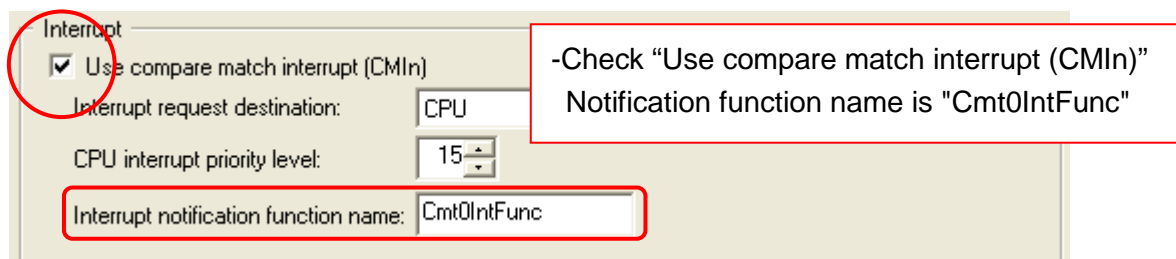 Interrupt
Use compare match interrupt (CMIn)
Interrupt request destination: CPU
CPU interrupt priority level: 15
Interrupt notification function name: Cmt0IntFunc
-Check “Use compare match interrupt (CMIn)”
Notification function name is "Cmt0IntFunc"